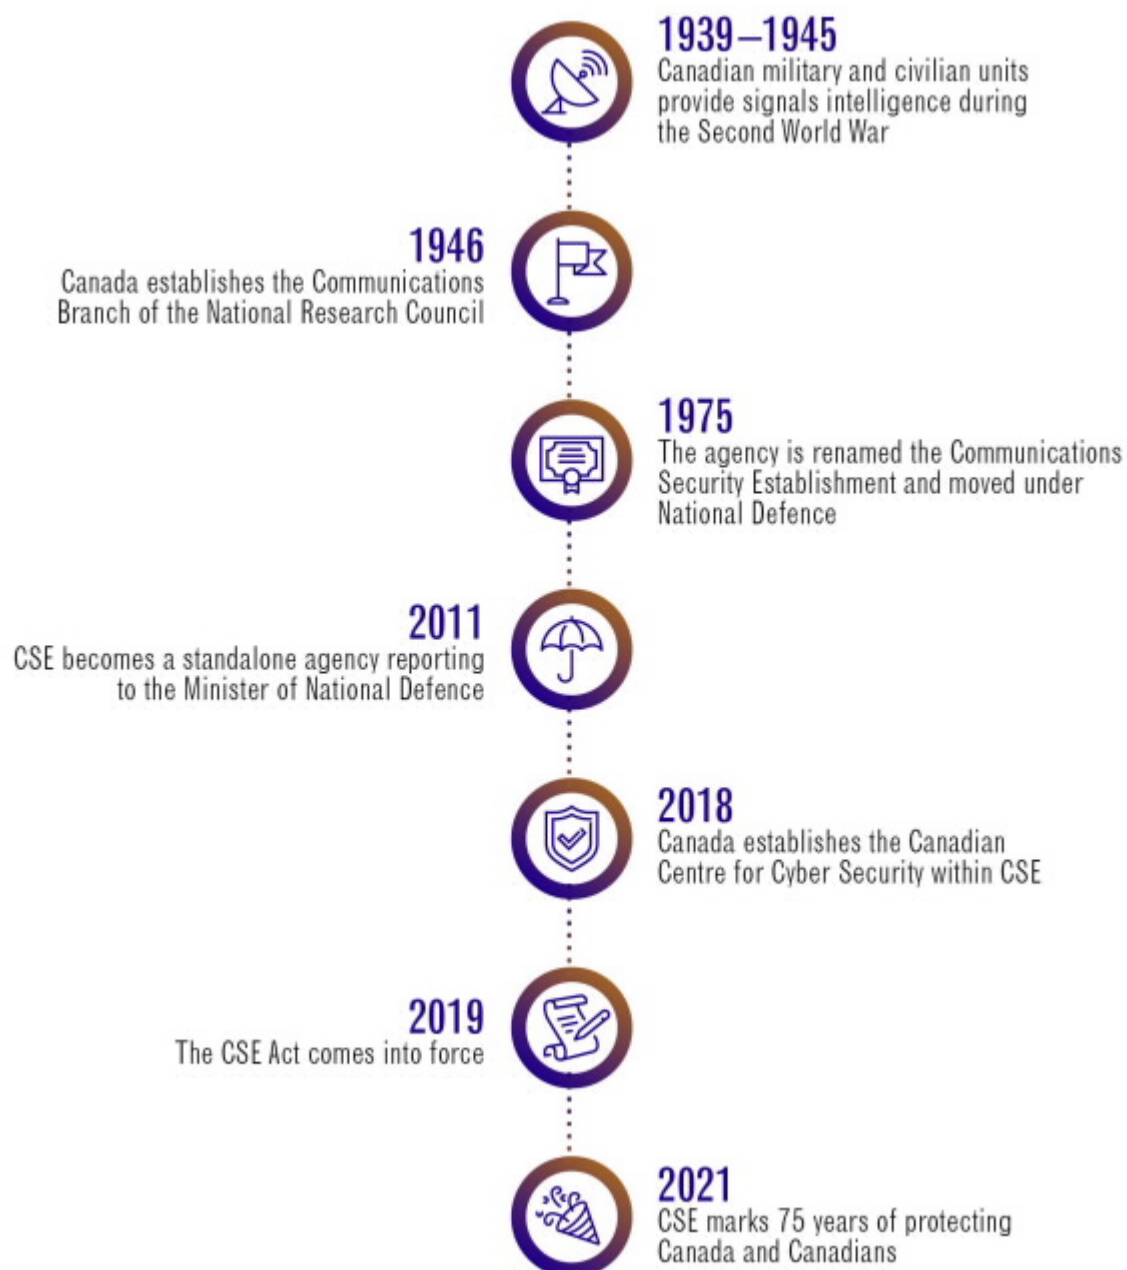 1939–1945
Canadian military and civilian units
provide signals intelligence during
the Second World War
1946
Canada establishes the Communications
Branch of the National Research Council
1975
The agency is renamed the Communications
Security Establishment and moved under
National Defence
2011
CSE becomes a standalone agency reporting
to the Minister of National Defence
2018
Canada establishes the Canadian
Centre for Cyber Security within CSE
2019
The CSE Act comes into force
2021
CSE marks 75 years of protecting
Canada and Canadians